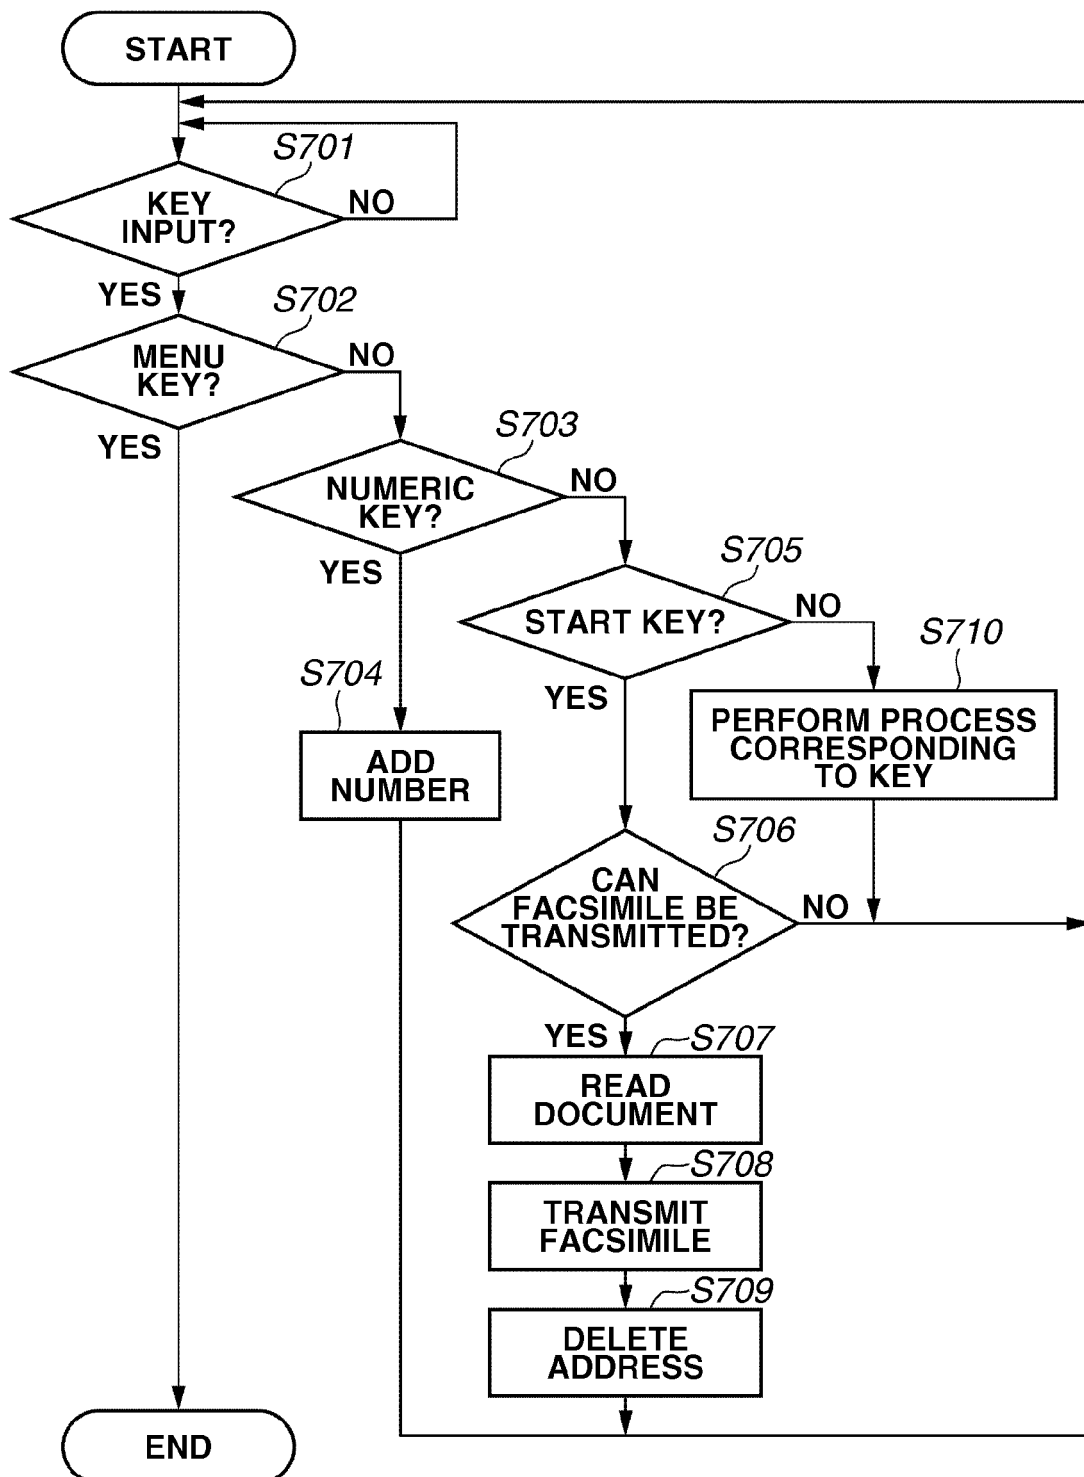 START
S701
KEY
INPUT?
NO
YES
S702
MENU
KEY?
NO
YES
S703
NUMERIC
KEY?
NO
YES
S705
START KEY?
NO
YES
S704
ADD
NUMBER
S710
PERFORM PROCESS
CORRESPONDING
TO KEY
S706
CAN
FACSIMILE BE
TRANSMITTED?
NO
YES
S707
READ
DOCUMENT
S708
TRANSMIT
FACSIMILE
S709
DELETE
ADDRESS
END